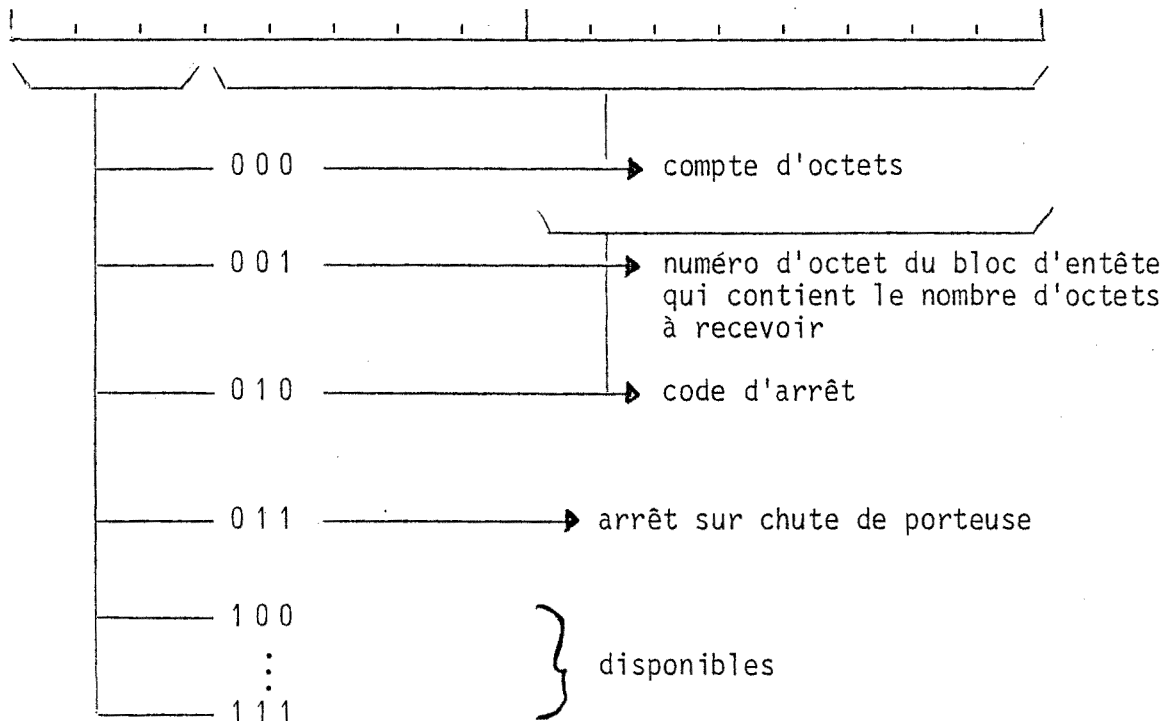 0 0 0 compte d'octets
0 0 1 numéro d'octet du bloc d'entête
qui contient le nombre d'octets
à recevoir
0 1 0 code d'arrêt
0 1 1 arrêt sur chute de porteuse
1 0 0
disponibles
1 1 1